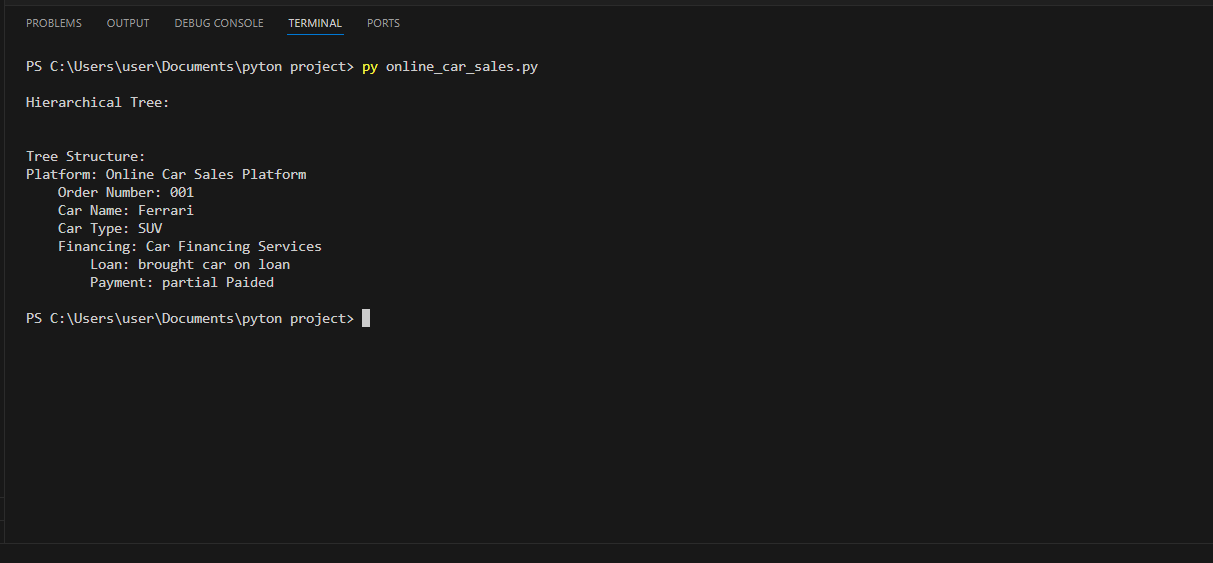 PROBLEMS OUTPUT DEBUG CONSOLE TERMINAL PORTS
PS C:\Users\user\Documents\pyton project> py online_car_sales.py
Hierarchical Tree:
Tree Structure:
Platform: Online Car Sales Platform
    Order Number: 001
    Car Name: Ferrari
    Car Type: SUV
    Financing: Car Financing Services
        Loan: brought car on loan
        Payment: partial Paided
PS C:\Users\user\Documents\pyton project>